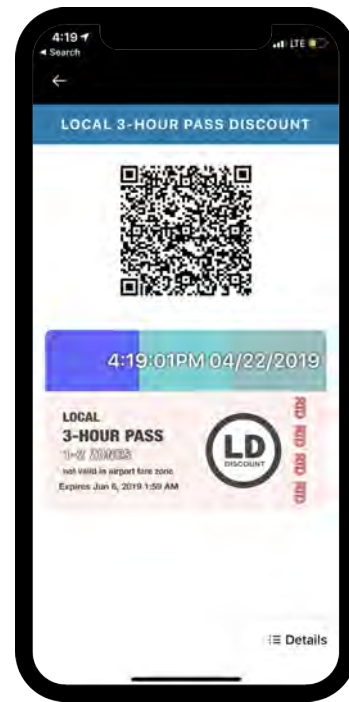 4:19
LTE
◂ Search
LOCAL 3-HOUR PASS DISCOUNT
4:19:01PM 04/22/2019
LOCAL
3-HOUR PASS
1-2 ZONES
not valid in airport fare zone
Expires Jun 6, 2019 1:59 AM
LD
DISCOUNT
RTD RTD RTD RTD
Details